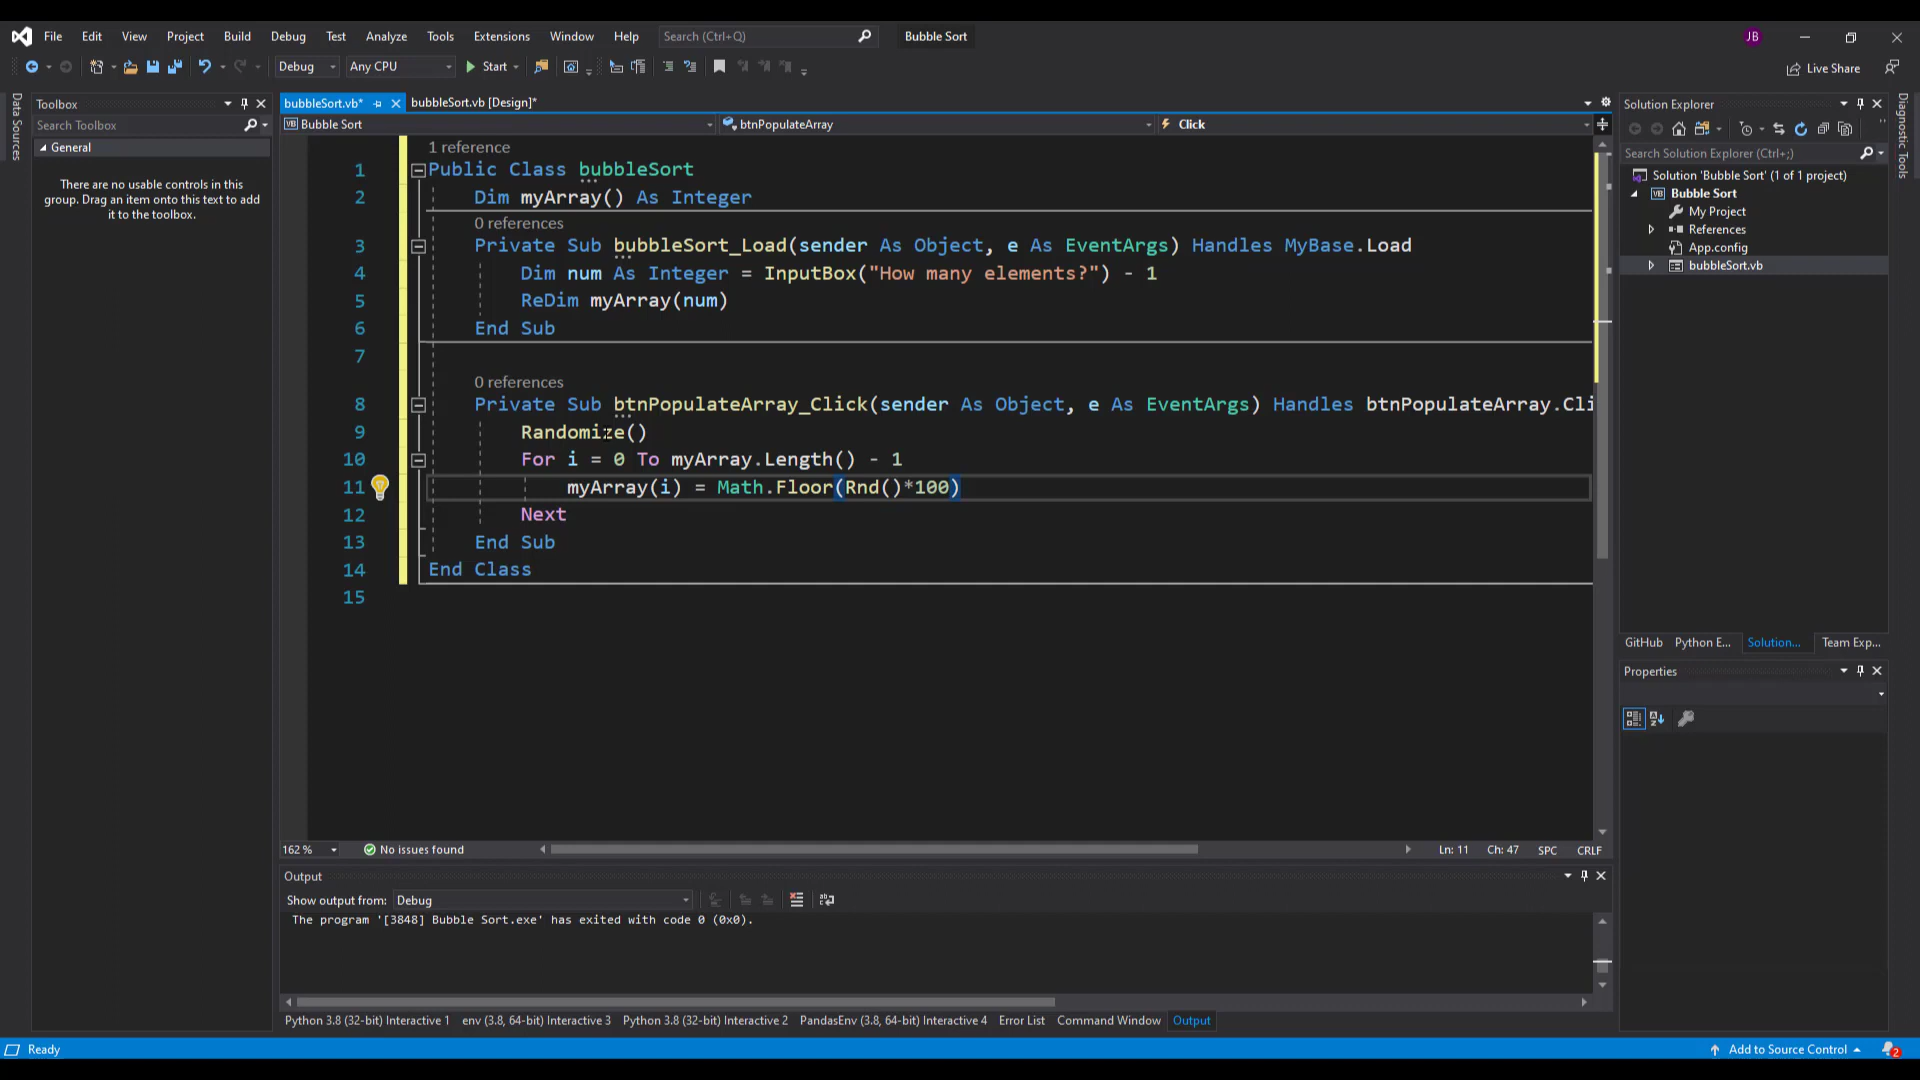 File Edit View Project Build Debug Test Analyze Tools Extensions Window Help Search (Ctrl+Q) Bubble Sort JB
Debug Any CPU Start Live Share
Data Sources
Toolbox
Search Toolbox
General
There are no usable controls in this
group. Drag an item onto this text to add
it to the toolbox.
bubbleSort.vb* bubbleSort.vb [Design]*
VB Bubble Sort btnPopulateArray Click
1 reference
1 Public Class bubbleSort
2 Dim myArray() As Integer
0 references
3 Private Sub bubbleSort_Load(sender As Object, e As EventArgs) Handles MyBase.Load
4 Dim num As Integer = InputBox("How many elements?") - 1
5 ReDim myArray(num)
6 End Sub
7
0 references
8 Private Sub btnPopulateArray_Click(sender As Object, e As EventArgs) Handles btnPopulateArray.Cli
9 Randomize()
10 For i = 0 To myArray.Length() - 1
11 myArray(i) = Math.Floor(Rnd()*100)
12 Next
13 End Sub
14 End Class
15
162 % No issues found Ln: 11 Ch: 47 SPC CRLF
Output
Show output from: Debug
The program '[3848] Bubble Sort.exe' has exited with code 0 (0x0).
Python 3.8 (32-bit) Interactive 1 env (3.8, 64-bit) Interactive 3 Python 3.8 (32-bit) Interactive 2 PandasEnv (3.8, 64-bit) Interactive 4 Error List Command Window Output
Solution Explorer
Search Solution Explorer (Ctrl+;)
Solution 'Bubble Sort' (1 of 1 project)
VB Bubble Sort
My Project
References
App.config
bubbleSort.vb
GitHub Python E... Solution... Team Exp...
Properties
Diagnostic Tools
Ready Add to Source Control 2